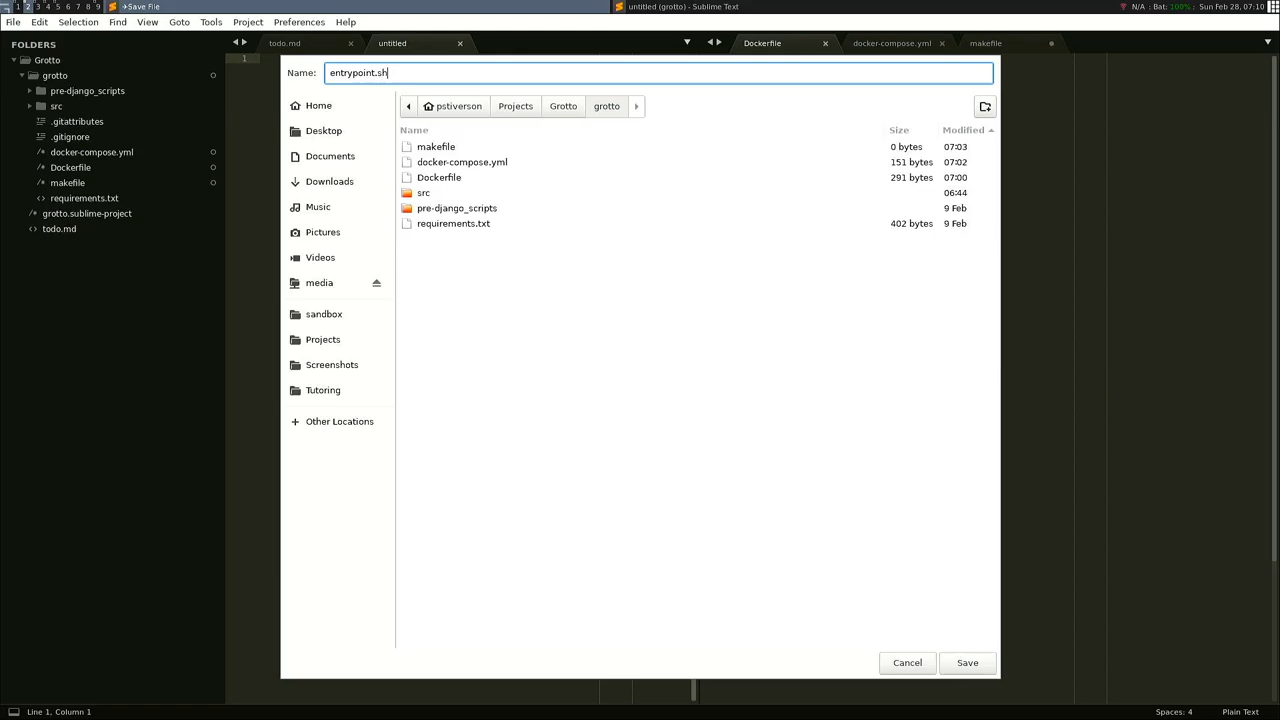 1 2 3 4 5 6 7 8 9 Save File untitled (grotto) - Sublime Text N/A : Bat: 100% : Sun Feb 28, 07:10
File Edit Selection Find View Goto Tools Project Preferences Help
FOLDERS
Grotto
grotto
pre-django_scripts
src
.gitattributes
.gitignore
docker-compose.yml
Dockerfile
makefile
requirements.txt
grotto.sublime-project
todo.md
todo.md untitled Dockerfile docker-compose.yml makefile
1
Name: entrypoint.sh
pstiverson Projects Grotto grotto
Home
Desktop
Documents
Downloads
Music
Pictures
Videos
media
sandbox
Projects
Screenshots
Tutoring
Other Locations
Name Size Modified
makefile 0 bytes 07:03
docker-compose.yml 151 bytes 07:02
Dockerfile 291 bytes 07:00
src 06:44
pre-django_scripts 9 Feb
requirements.txt 402 bytes 9 Feb
Cancel Save
Line 1, Column 1 Spaces: 4 Plain Text